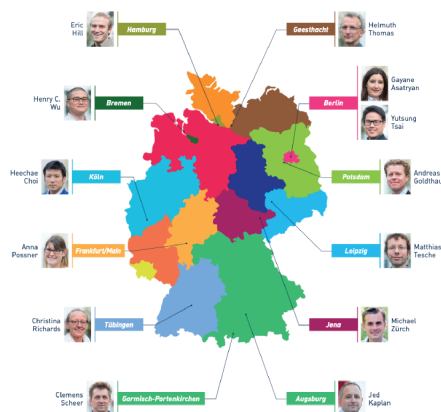 Eric
Hill
Hamburg
Geesthacht
Helmuth
Thomas
Henry C.
Wu
Bremen
Berlin
Gayane
Asatryan
Yutsung
Tsai
Heechae
Choi
Köln
Potsdam
Andreas
Goldthau
Anna
Possner
Frankfurt/Main
Leipzig
Matthias
Tesche
Christina
Richards
Tübingen
Jena
Michael
Zürch
Clemens
Scheer
Garmisch-Partenkirchen
Augsburg
Jed
Kaplan